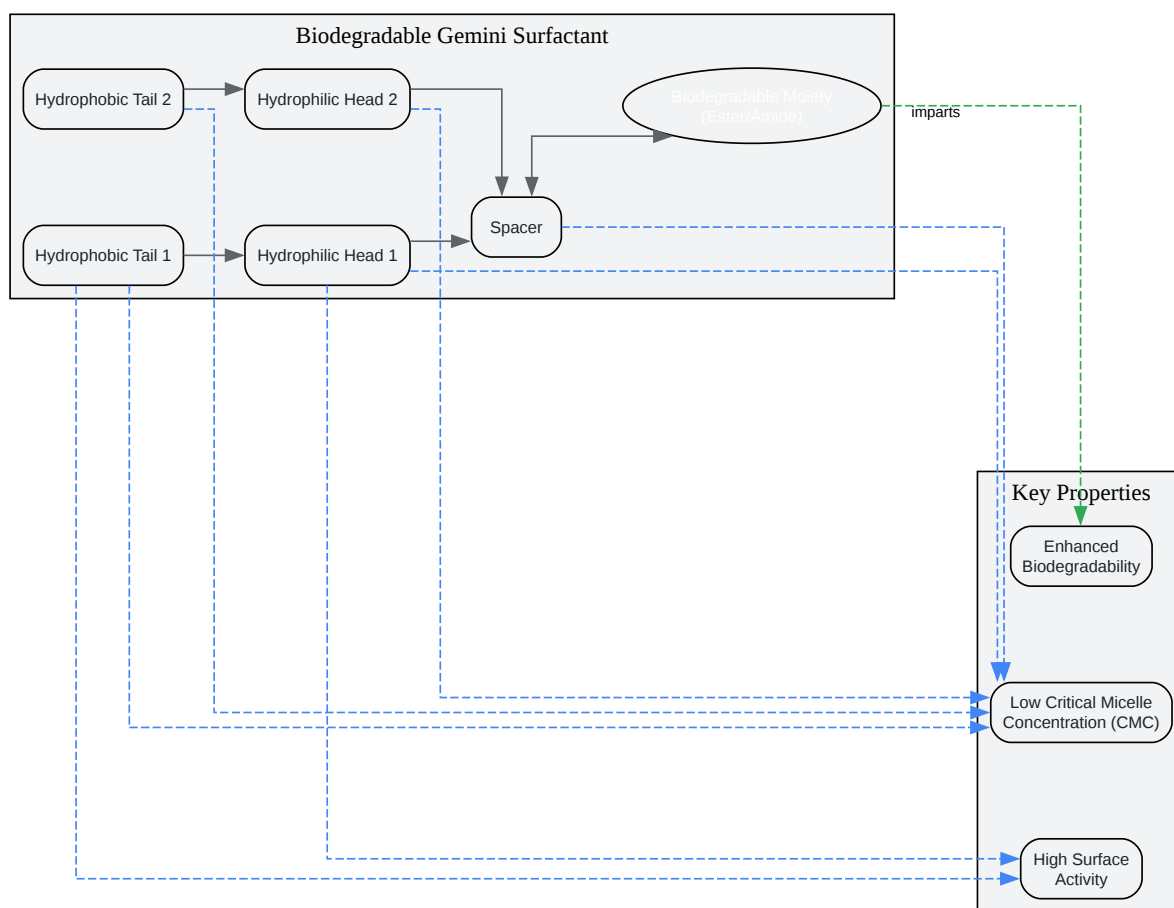 Biodegradable Gemini Surfactant
Hydrophobic Tail 2
Hydrophilic Head 2
Biodegradable Moiety
(Ester/Amide)
imparts
Spacer
Hydrophobic Tail 1
Hydrophilic Head 1
Key Properties
Enhanced
Biodegradability
Low Critical Micelle
Concentration (CMC)
High Surface
Activity